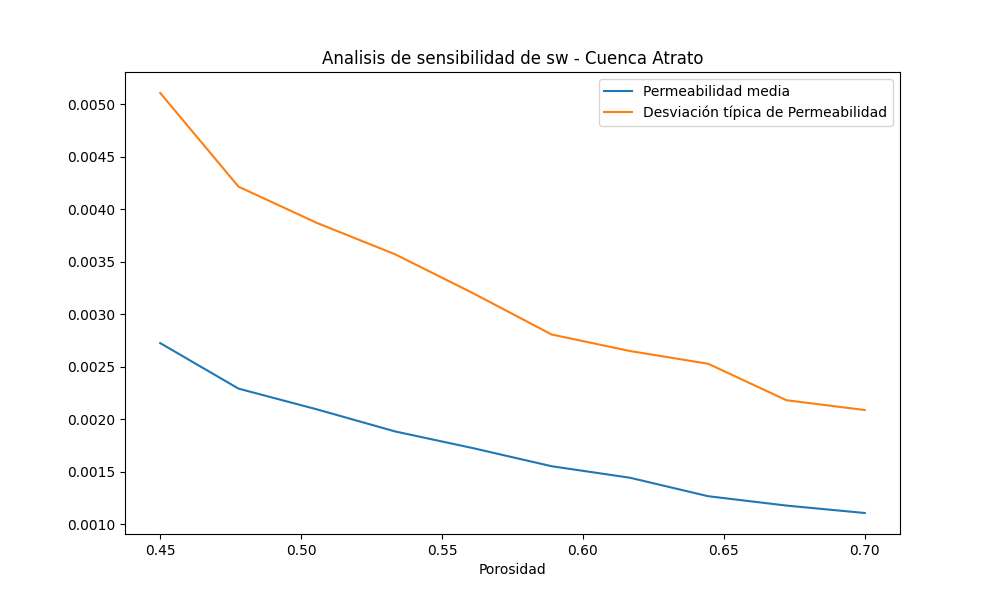 Analisis de sensibilidad de sw - Cuenca Atrato
Permeabilidad media
Desviación típica de Permeabilidad
0.0050
0.0045
0.0040
0.0035
0.0030
0.0025
0.0020
0.0015
0.0010
0.45 0.50 0.55 0.60 0.65 0.70
Porosidad